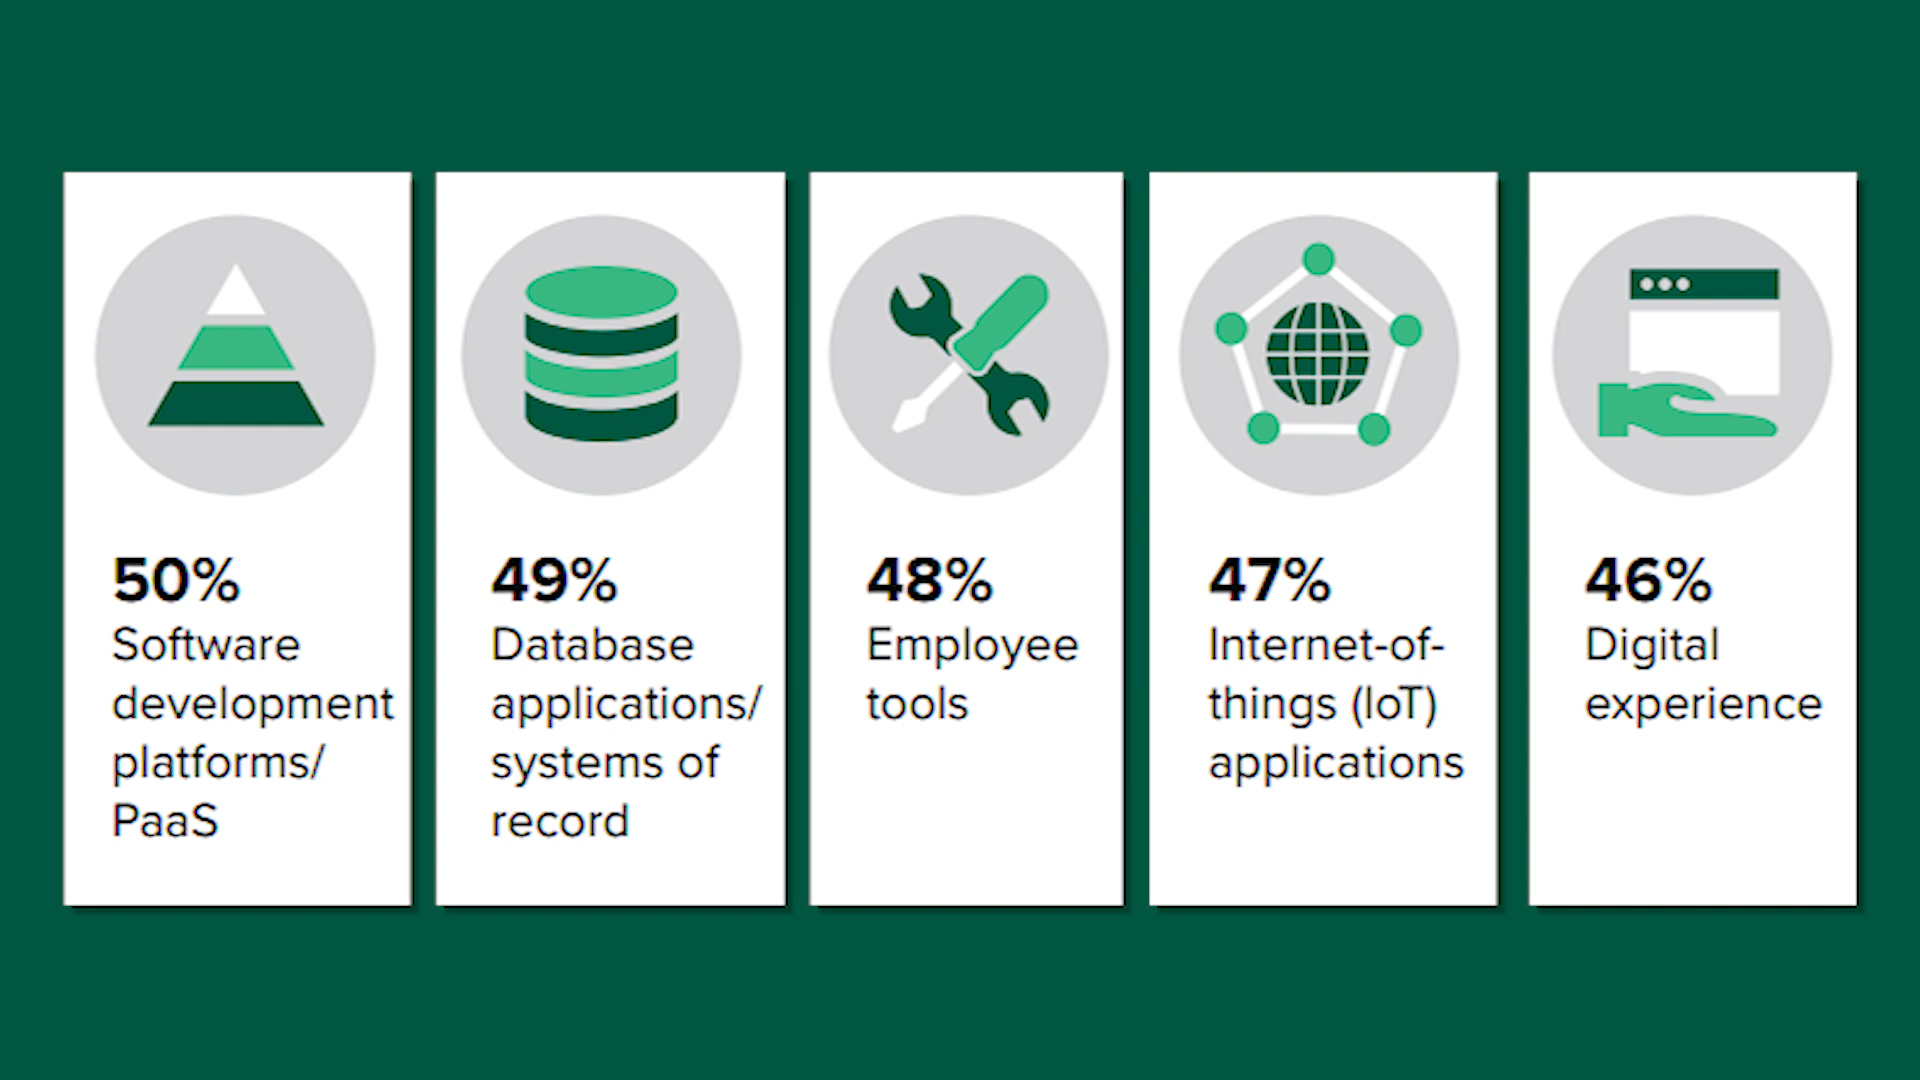 50%
Software
development
platforms/
PaaS
49%
Database
applications/
systems of
record
48%
Employee
tools
47%
Internet-of-
things (IoT)
applications
46%
Digital
experience